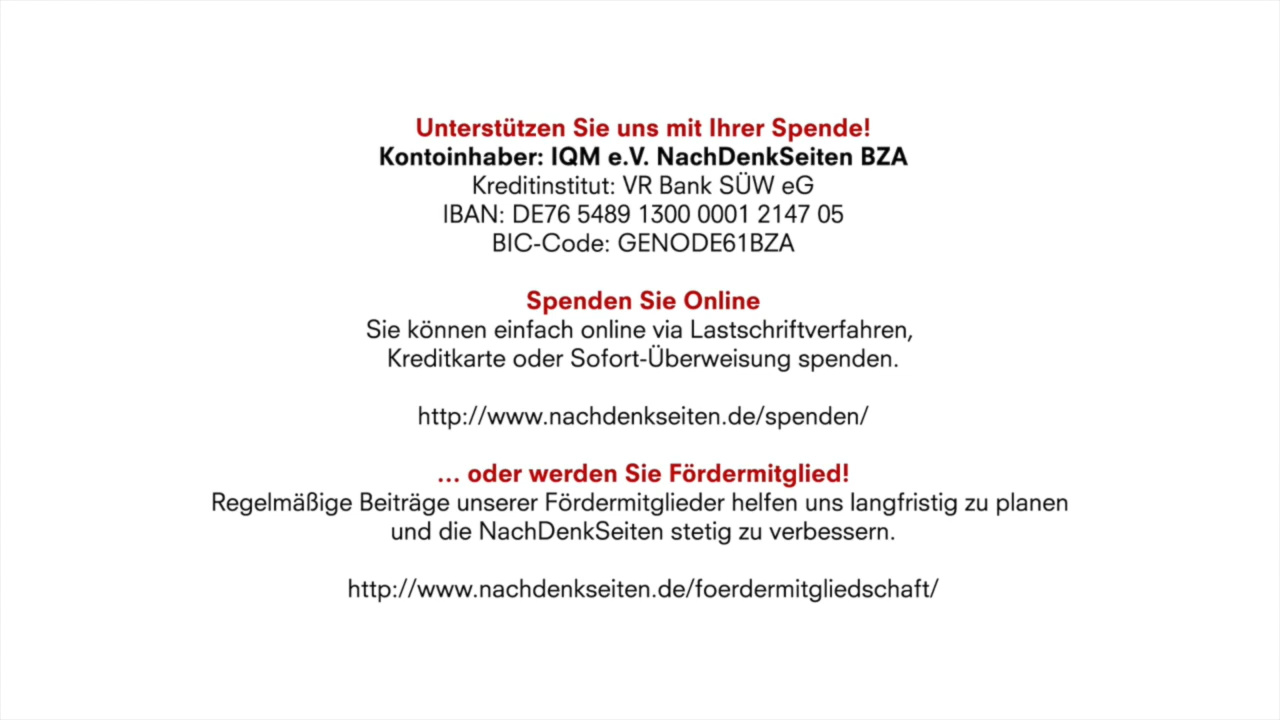 Unterstützen Sie uns mit Ihrer Spende!
Kontoinhaber: IQM e.V. NachDenkSeiten BZA
Kreditinstitut: VR Bank SÜW eG
IBAN: DE76 5489 1300 0001 2147 05
BIC-Code: GENODE61BZA
Spenden Sie Online
Sie können einfach online via Lastschriftverfahren,
Kreditkarte oder Sofort-Überweisung spenden.
http://www.nachdenkseiten.de/spenden/
... oder werden Sie Fördermitglied!
Regelmäßige Beiträge unserer Fördermitglieder helfen uns langfristig zu planen
und die NachDenkSeiten stetig zu verbessern.
http://www.nachdenkseiten.de/foerdermitgliedschaft/